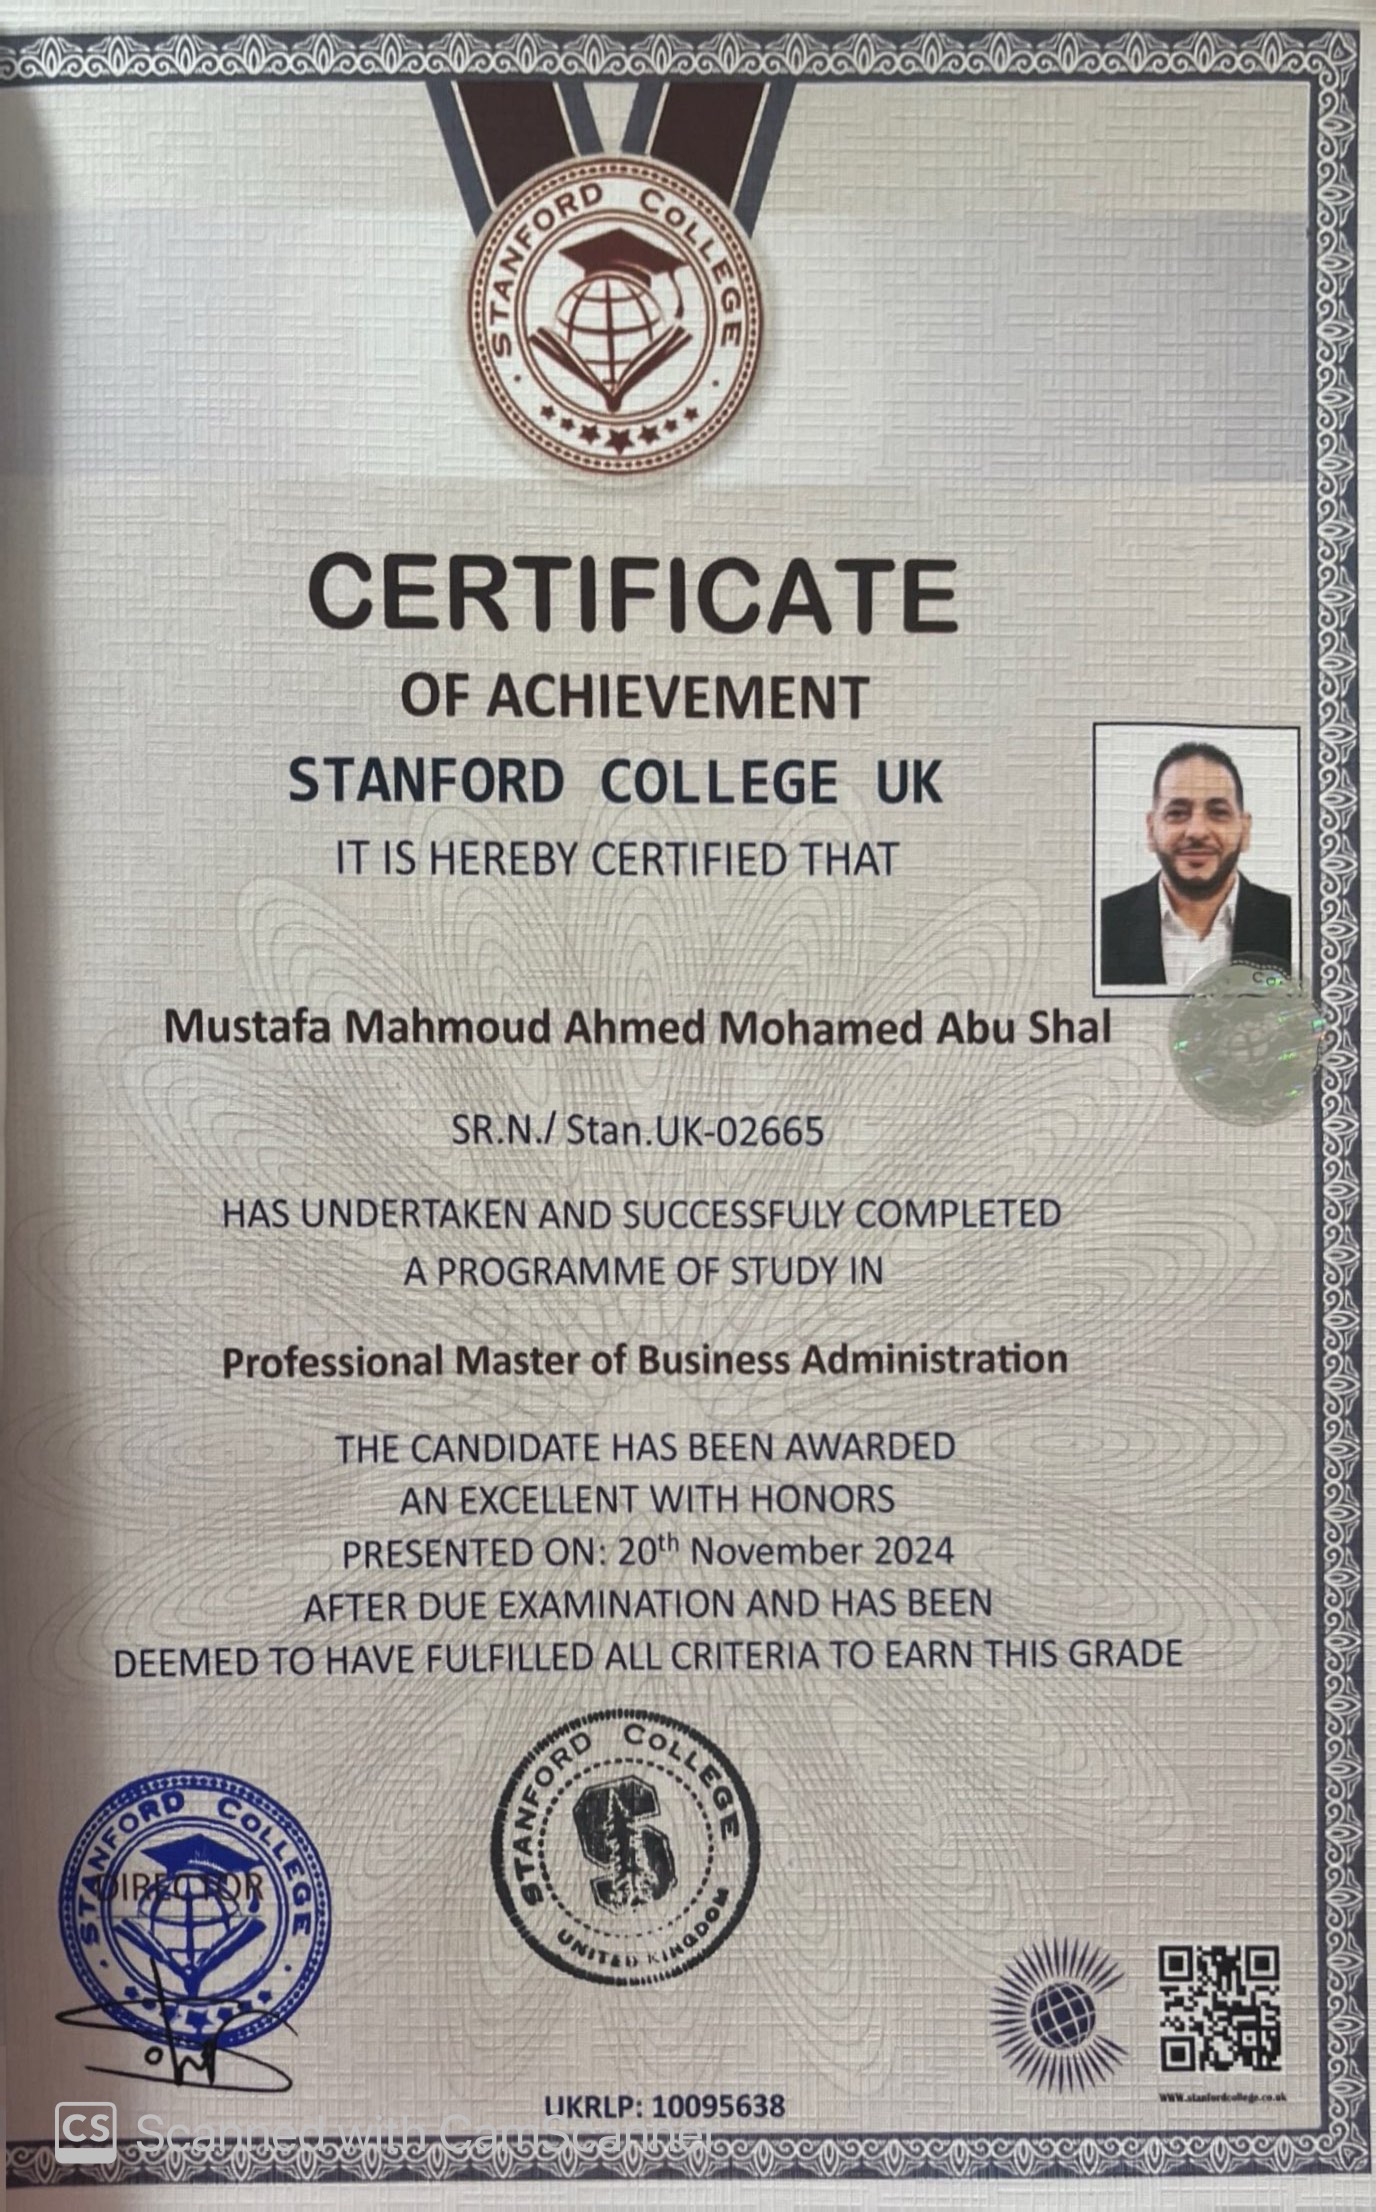 STANFORD COLLEGE
CERTIFICATE
OF ACHIEVEMENT
STANFORD COLLEGE UK
IT IS HEREBY CERTIFIED THAT
Mustafa Mahmoud Ahmed Mohamed Abu Shal
SR.N./ Stan.UK-02665
HAS UNDERTAKEN AND SUCCESSFULY COMPLETED
A PROGRAMME OF STUDY IN
Professional Master of Business Administration
THE CANDIDATE HAS BEEN AWARDED
AN EXCELLENT WITH HONORS
PRESENTED ON: 20th November 2024
AFTER DUE EXAMINATION AND HAS BEEN
DEEMED TO HAVE FULFILLED ALL CRITERIA TO EARN THIS GRADE
STANFORD COLLEGE
DIRECTOR
STANFORD COLLEGE
S
UNITED KINGDOM
www.stanfordcollege.co.uk
UKRLP: 10095638
CS Scanned with CamScanner